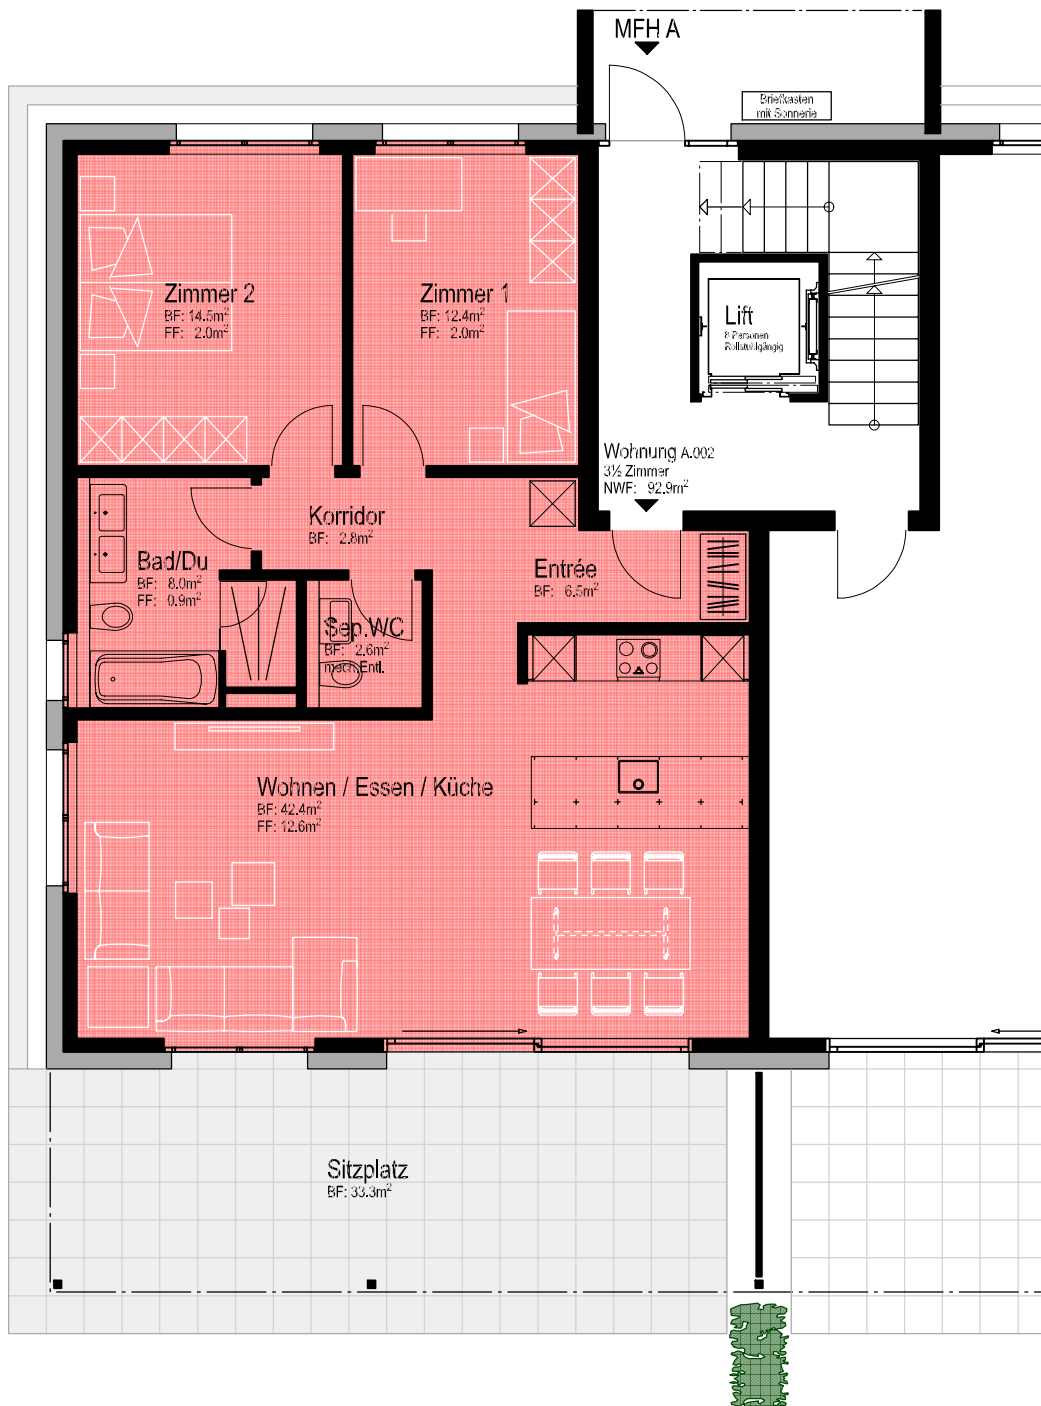 MFH A
Briefkasten
mit Sonnerie
Zimmer 2
BF: 14.5m²
FF: 2.0m²
Zimmer 1
BF: 12.4m²
FF: 2.0m²
Lift
8 Personen
Rollstuhlgängig
Wohnung A.002
3½ Zimmer
NWF: 92.9m²
Korridor
BF: 2.8m²
Bad/Du
BF: 8.0m²
FF: 0.9m²
Entrée
BF: 6.5m²
Sep.WC
BF: 2.6m²
mech.Entl.
Wohnen / Essen / Küche
BF: 42.4m²
FF: 12.6m²
Sitzplatz
BF: 33.3m²